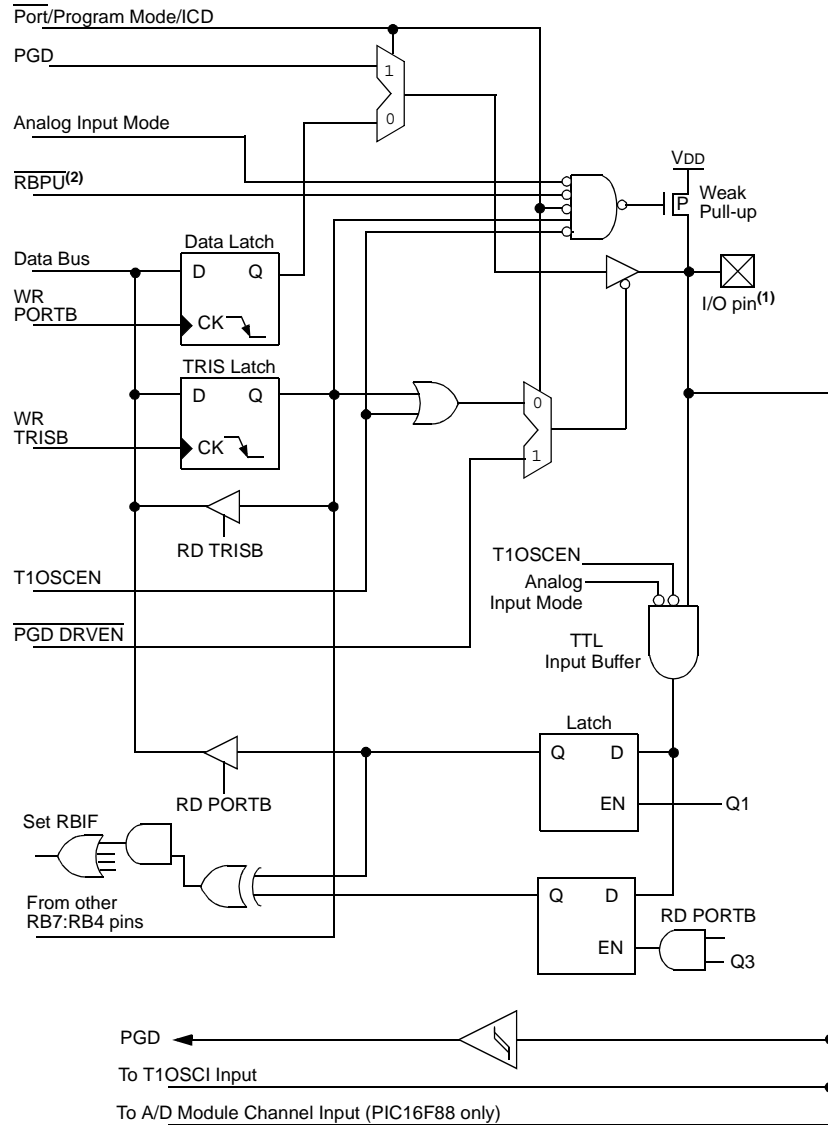 Port/Program Mode/ICD
PGD
1
0
Analog Input Mode
VDD
RBPU(2)
P
Weak
Pull-up
Data Latch
Data Bus
D
Q
WR
PORTB
CK
I/O pin(1)
TRIS Latch
D
Q
0
WR
TRISB
CK
1
RD TRISB
T1OSCEN
T1OSCEN
Analog
Input Mode
PGD DRVEN
TTL
Input Buffer
Latch
Q
D
RD PORTB
EN
Q1
Set RBIF
Q
D
From other
RB7:RB4 pins
RD PORTB
EN
Q3
PGD
To T1OSCI Input
To A/D Module Channel Input (PIC16F88 only)